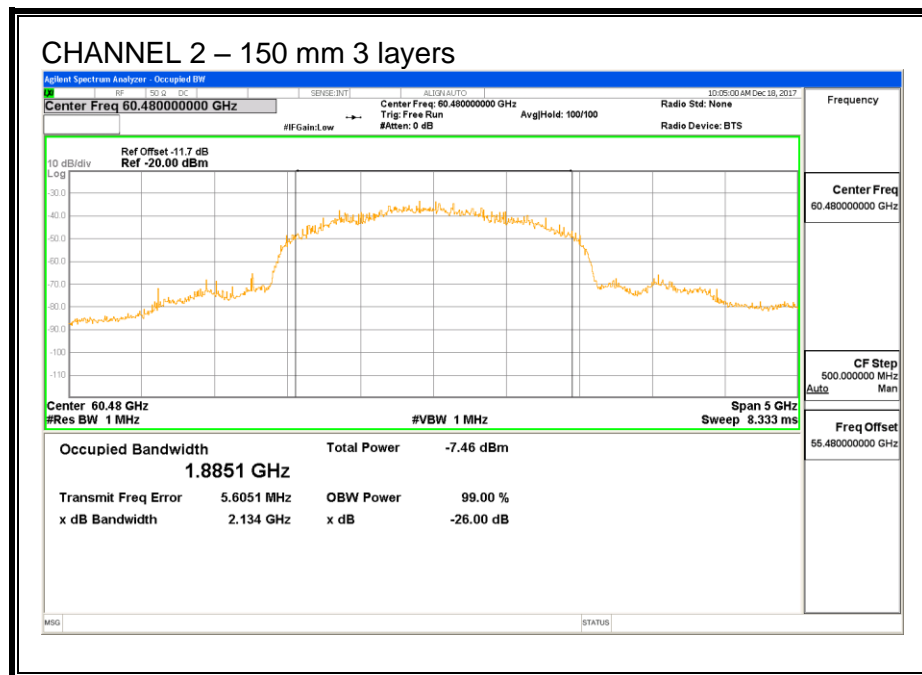 CHANNEL 2 – 150 mm 3 layers
Agilent Spectrum Analyzer - Occupied BW
RF 50 Ω DC SENSE:INT ALIGN AUTO 10:05:00 AM Dec 18, 2017
Center Freq 60.480000000 GHz Center Freq: 60.480000000 GHz Radio Std: None Frequency
Trig: Free Run Avg|Hold: 100/100
#IFGain:Low #Atten: 0 dB Radio Device: BTS
Ref Offset -11.7 dB
10 dB/div Ref -20.00 dBm
Log
-30.0
-40.0
-50.0
-60.0
-70.0
-80.0
-90.0
-100
-110
Center 60.48 GHz Span 5 GHz
#Res BW 1 MHz #VBW 1 MHz Sweep 8.333 ms
Center Freq
60.480000000 GHz
CF Step
500.000000 MHz
Auto Man
Freq Offset
55.480000000 GHz
Occupied Bandwidth Total Power -7.46 dBm
1.8851 GHz
Transmit Freq Error 5.6051 MHz OBW Power 99.00 %
x dB Bandwidth 2.134 GHz x dB -26.00 dB
MSG STATUS